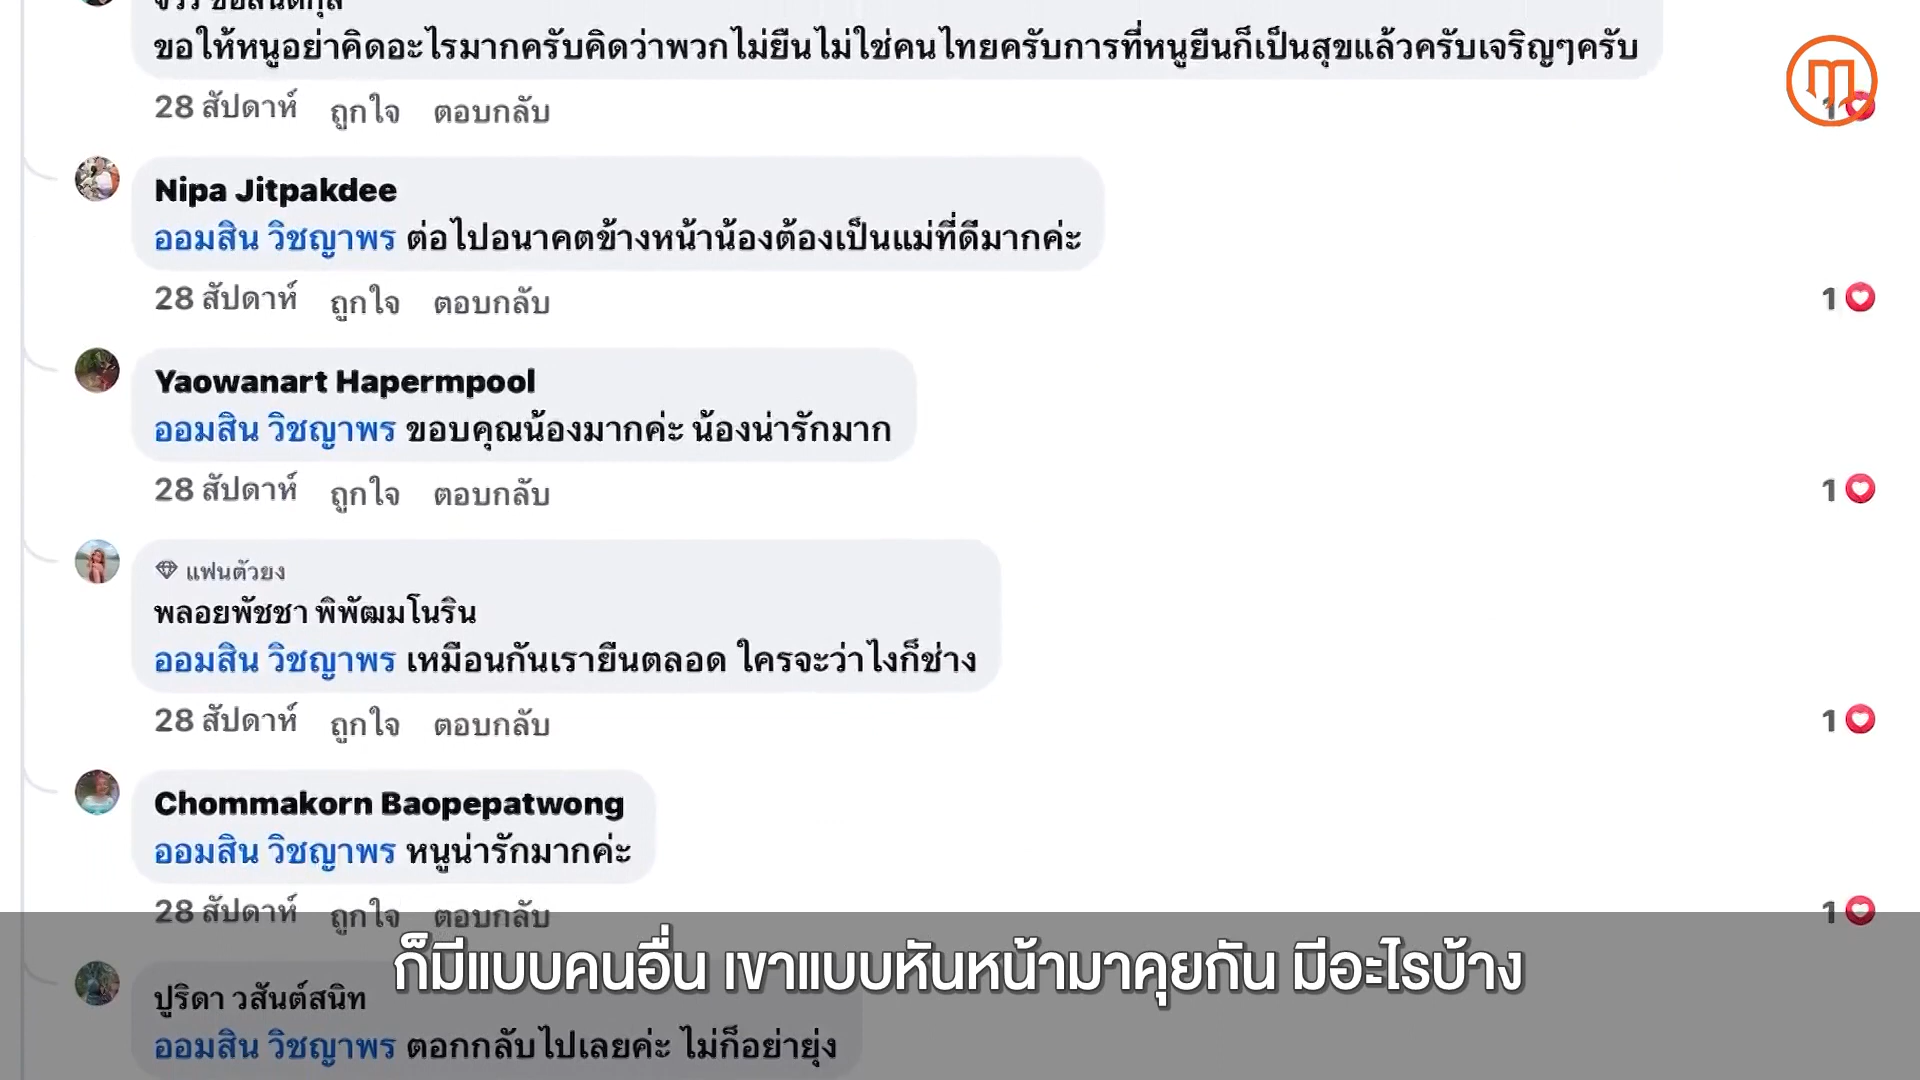 ขอให้หนูอย่าคิดอะไรมากครับคิดว่าพวกไม่ยืนไม่ใช่คนไทยครับการที่หนูยืนก็เป็นสุขแล้วครับเจริญๆครับ
28 สัปดาห์ ถูกใจ ตอบกลับ 1
Nipa Jitpakdee
ออมสิน วิชญาพร ต่อไปอนาคตข้างหน้าน้องต้องเป็นแม่ที่ดีมากค่ะ
28 สัปดาห์ ถูกใจ ตอบกลับ 1
Yaowanart Hapermpool
ออมสิน วิชญาพร ขอบคุณน้องมากค่ะ น้องน่ารักมาก
28 สัปดาห์ ถูกใจ ตอบกลับ 1
แฟนตัวยง
พลอยพัชชา พิพัฒมโนริน
ออมสิน วิชญาพร เหมือนกันเรายืนตลอด ใครจะว่าไงก็ช่าง
28 สัปดาห์ ถูกใจ ตอบกลับ 1
Chommakorn Baopepatwong
ออมสิน วิชญาพร หนูน่ารักมากค่ะ
28 สัปดาห์ ถูกใจ ตอบกลับ 1
ก็มีแบบคนอื่น เขาแบบหันหน้ามาคุยกัน มีอะไรบ้าง
ปูริดา วสันต์สนิท
ออมสิน วิชญาพร ตอกกลับไปเลยค่ะ ไม่ก็อย่ายุ่ง